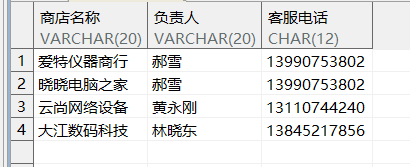 商店名称 负责人 客服电话
VARCHAR(20) VARCHAR(20) CHAR(12)
1 爱特仪器商行 郝雪 13990753802
2 晓晓电脑之家 郝雪 13990753802
3 云尚网络设备 黄永刚 13110744240
4 大江数码科技 林晓东 13845217856